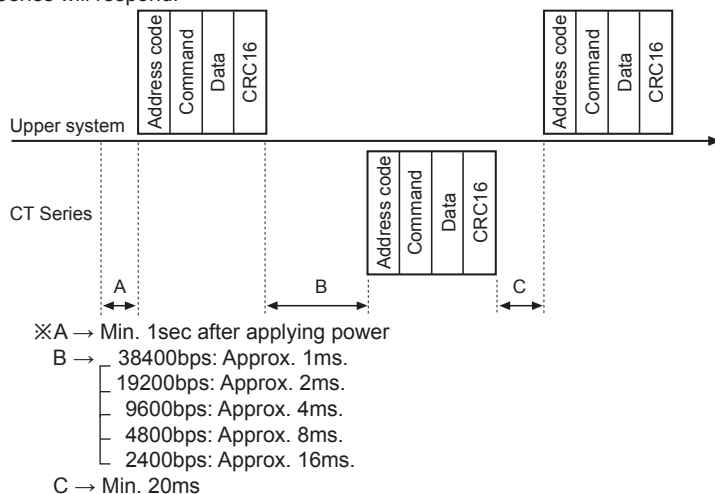 Series will respond.
Address code Command Data CRC16
Address code Command Data CRC16
Upper system
Address code Command Data CRC16
CT Series
A B C
※A → Min. 1sec after applying power
B → 38400bps: Approx. 1ms.
19200bps: Approx. 2ms.
9600bps: Approx. 4ms.
4800bps: Approx. 8ms.
2400bps: Approx. 16ms.
C → Min. 20ms